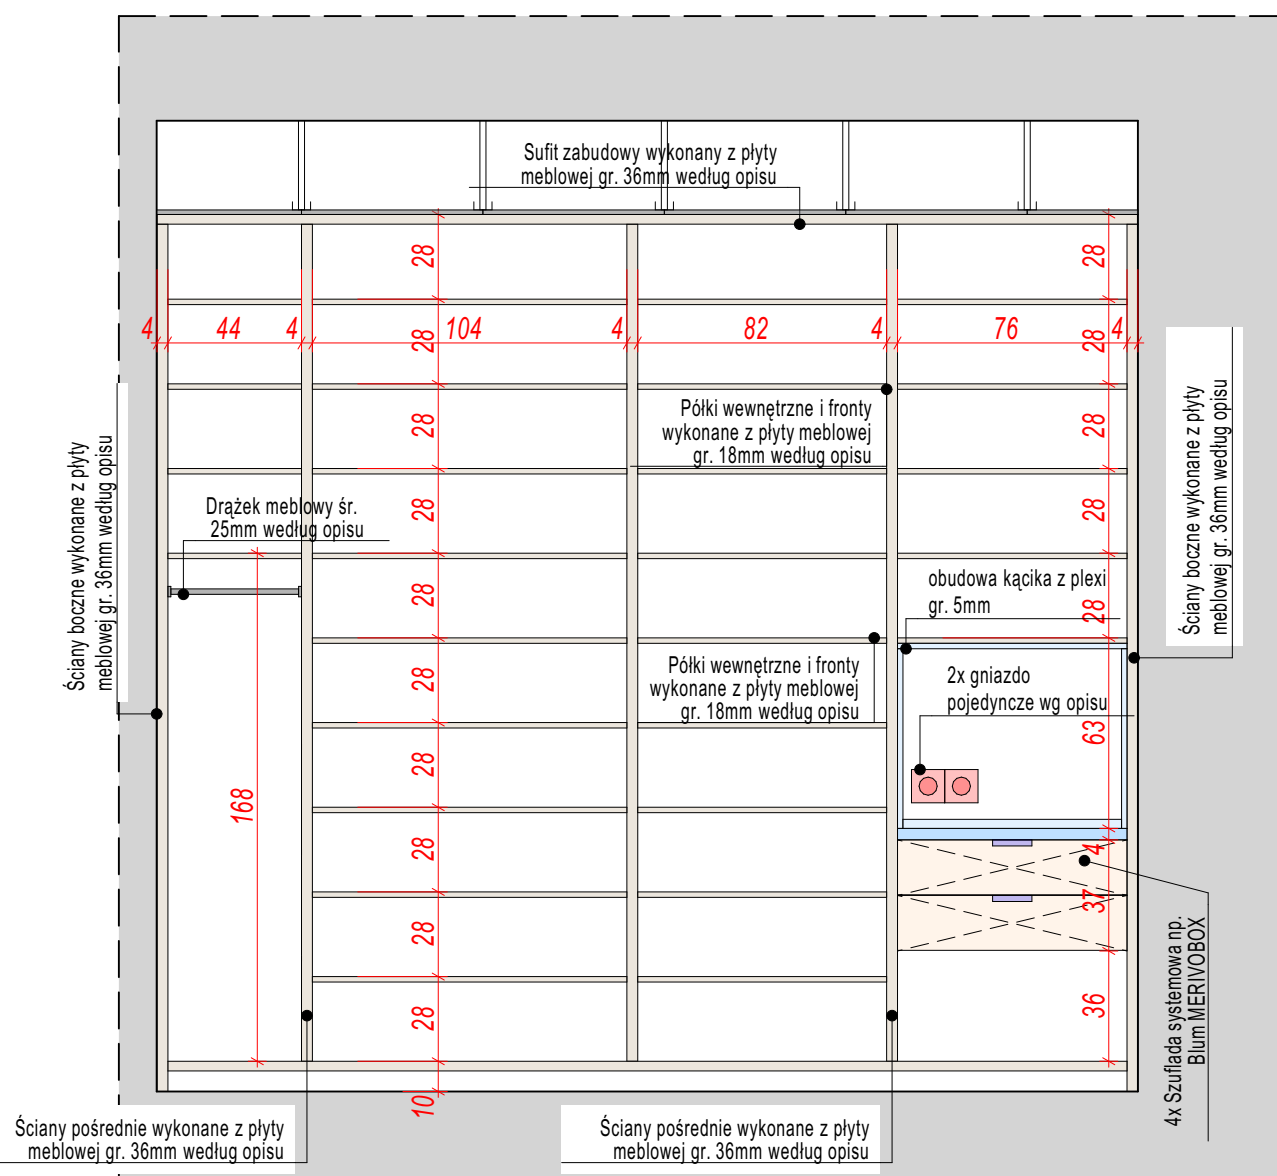 Sufit zabudowy wykonany z płyty
meblowej gr. 36mm według opisu
28
28
4
44
4
104
4
82
4
76
4
28
28
Półki wewnętrzne i fronty
wykonane z płyty meblowej
gr. 18mm według opisu
28
28
Ściany boczne wykonane z płyty
meblowej gr. 36mm według opisu
Ściany boczne wykonane z płyty
meblowej gr. 36mm według opisu
Drążek meblowy śr.
25mm według opisu
28
28
obudowa kącika z plexi
gr. 5mm
28
28
Półki wewnętrzne i fronty
wykonane z płyty meblowej
gr. 18mm według opisu
28
2x gniazdo
pojedyncze wg opisu
63
28
168
28
4
37
28
36
28
10
4x Szuflada systemowa np.
Blum MERIVOBOX
Ściany pośrednie wykonane z płyty
meblowej gr. 36mm według opisu
Ściany pośrednie wykonane z płyty
meblowej gr. 36mm według opisu